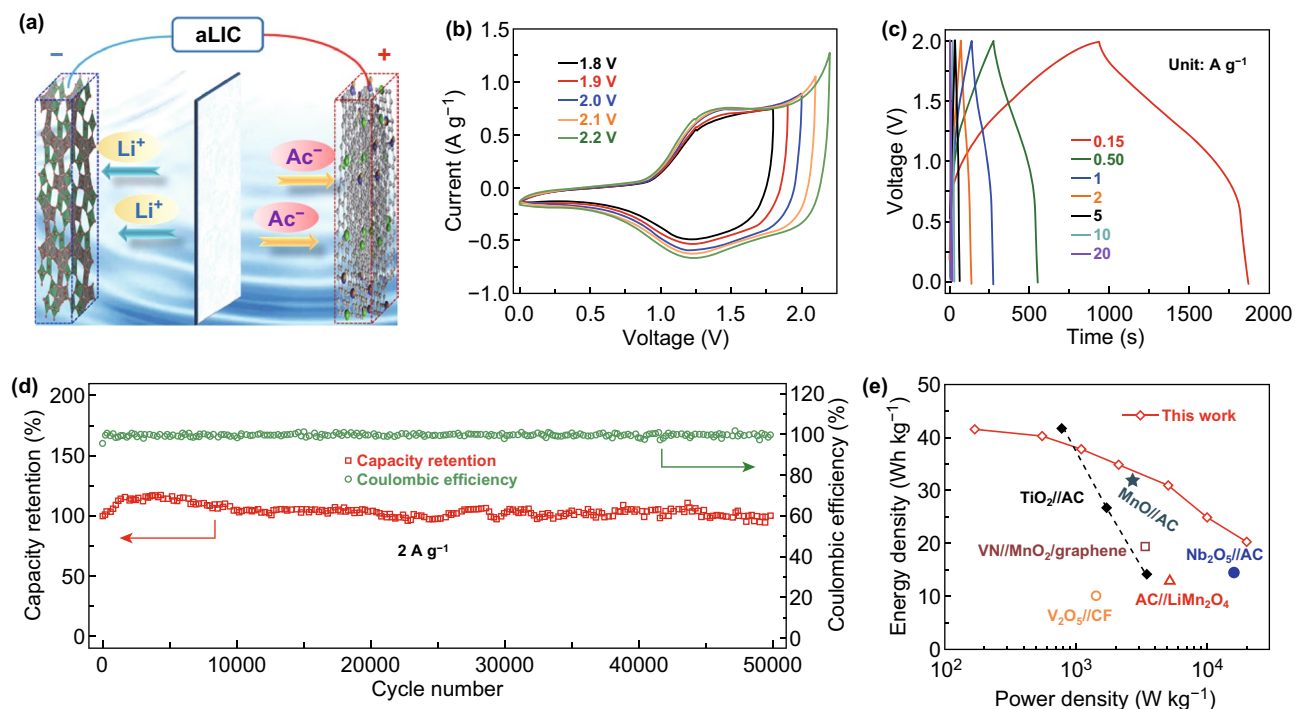 (a)
aLIC
−
+
Li⁺
Li⁺
Ac⁻
Ac⁻
(b)
Current (A g⁻¹)
1.0
0.5
0.0
−0.5
−1.0
1.8 V
1.9 V
2.0 V
2.1 V
2.2 V
0.0 0.5 1.0 1.5 2.0
Voltage (V)
(c)
Voltage (V)
2.0
1.5
1.0
0.5
0.0
Unit: A g⁻¹
0.15
0.50
1
2
5
10
20
0 500 1000 1500 2000
Time (s)
(d)
Capacity retention (%)
200
175
150
125
100
75
50
25
0
Capacity retention
Coulombic efficiency
2 A g⁻¹
120
100
80
60
40
20
0
Coulombic efficiency (%)
0 10000 20000 30000 40000 50000
Cycle number
(e)
Energy density (Wh kg⁻¹)
50
40
30
20
10
0
This work
TiO₂//AC
MnO//AC
VN//MnO₂/graphene
Nb₂O₅//AC
AC//LiMn₂O₄
V₂O₅//CF
10² 10³ 10⁴
Power density (W kg⁻¹)